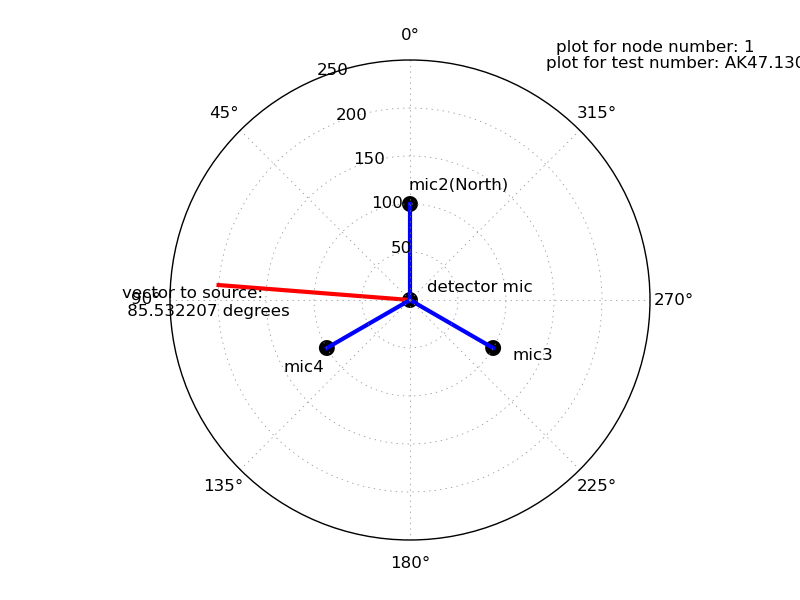 0°
plot for node number: 1
plot for test number: AK47.130
250
45°
315°
200
150
mic2(North)
100
50
detector mic
vector to source:
90°
270°
85.532207 degrees
mic3
mic4
135°
225°
180°